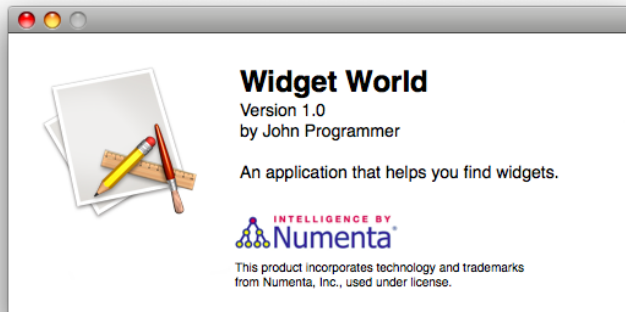 Widget World
Version 1.0
by John Programmer
An application that helps you find widgets.
INTELLIGENCE BY
Numenta
This product incorporates technology and trademarks
from Numenta, Inc., used under license.